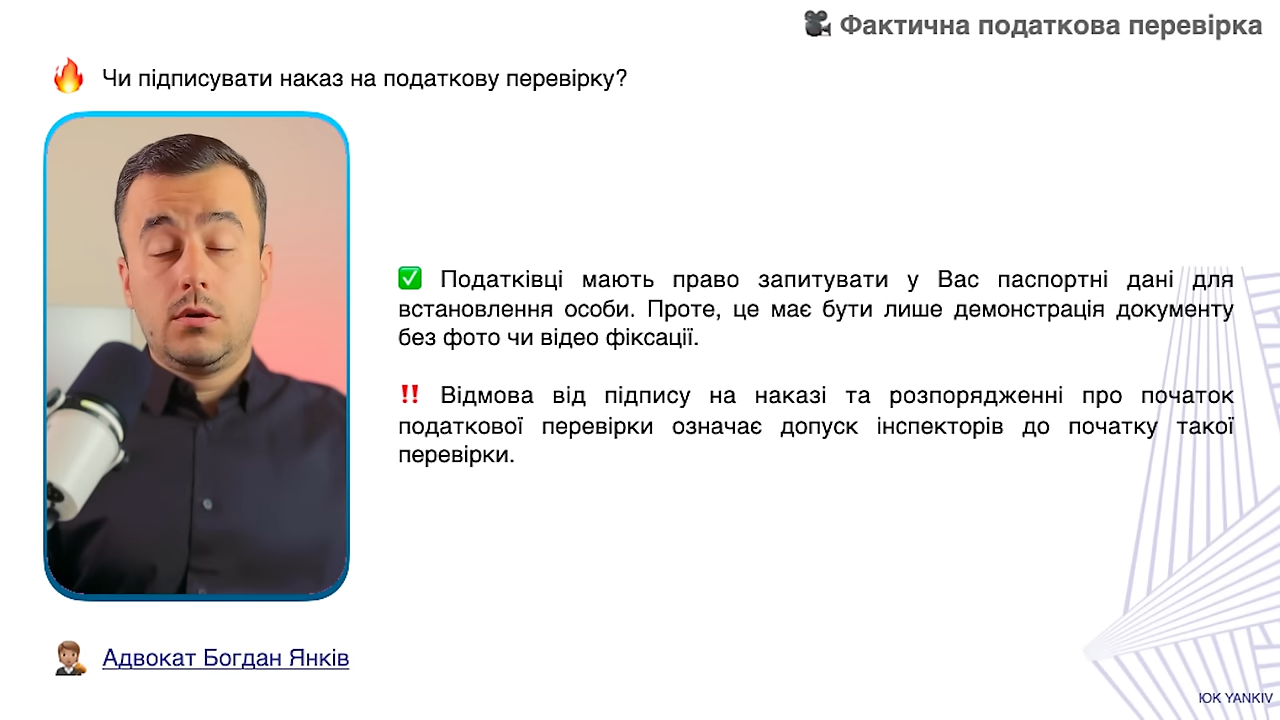 🎥 Фактична податкова перевірка
🔥 Чи підписувати наказ на податкову перевірку?
✅ Податківці мають право запитувати у Вас паспортні дані для
встановлення особи. Проте, це має бути лише демонстрація документу
без фото чи відео фіксації.
‼️ Відмова від підпису на наказі та розпорядженні про початок
податкової перевірки означає допуск інспекторів до початку такої
перевірки.
Адвокат Богдан Янків
ЮК YANKIV